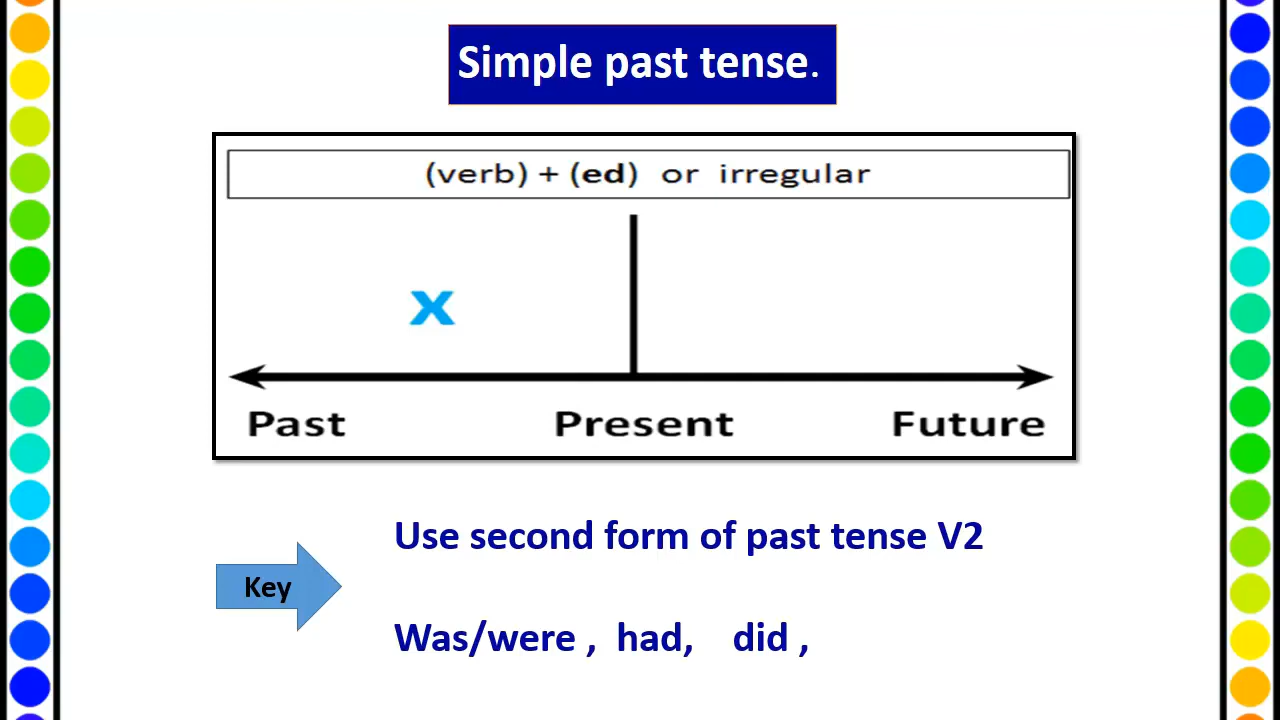 Simple past tense.
(verb) + (ed) or irregular
x
Past Present Future
Use second form of past tense V2
Key
Was/were , had, did ,